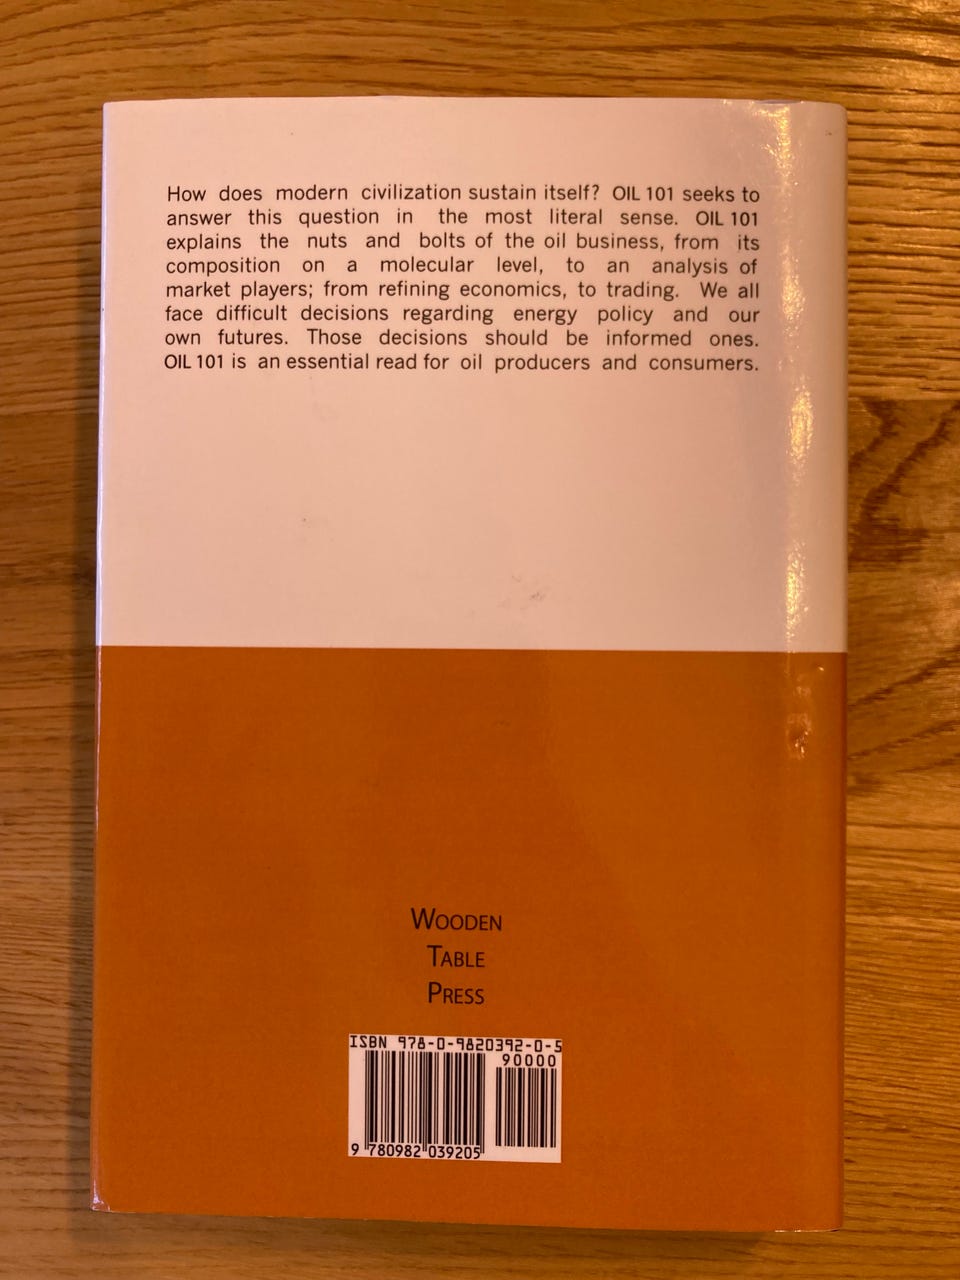 How does modern civilization sustain itself? OIL 101 seeks to
answer this question in the most literal sense. OIL 101
explains the nuts and bolts of the oil business, from its
composition on a molecular level, to an analysis of
market players; from refining economics, to trading. We all
face difficult decisions regarding energy policy and our
own futures. Those decisions should be informed ones.
OIL 101 is an essential read for oil producers and consumers.
WOODEN
TABLE
PRESS
ISBN 978-0-9820392-0-5
90000
9 780982 039205